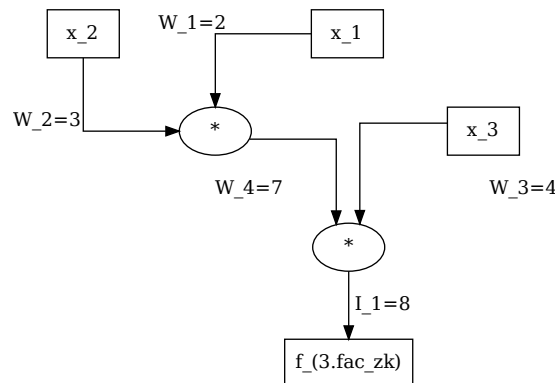 W_1=2
x_2
x_1
W_2=3
*
x_3
W_4=7
W_3=4
*
I_1=8
f_(3.fac_zk)